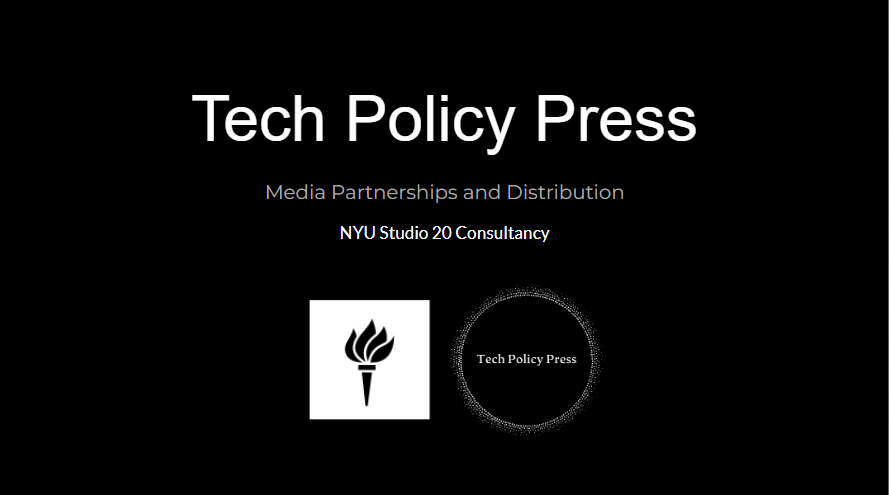 Tech Policy Press
Media Partnerships and Distribution
NYU Studio 20 Consultancy
Tech Policy Press